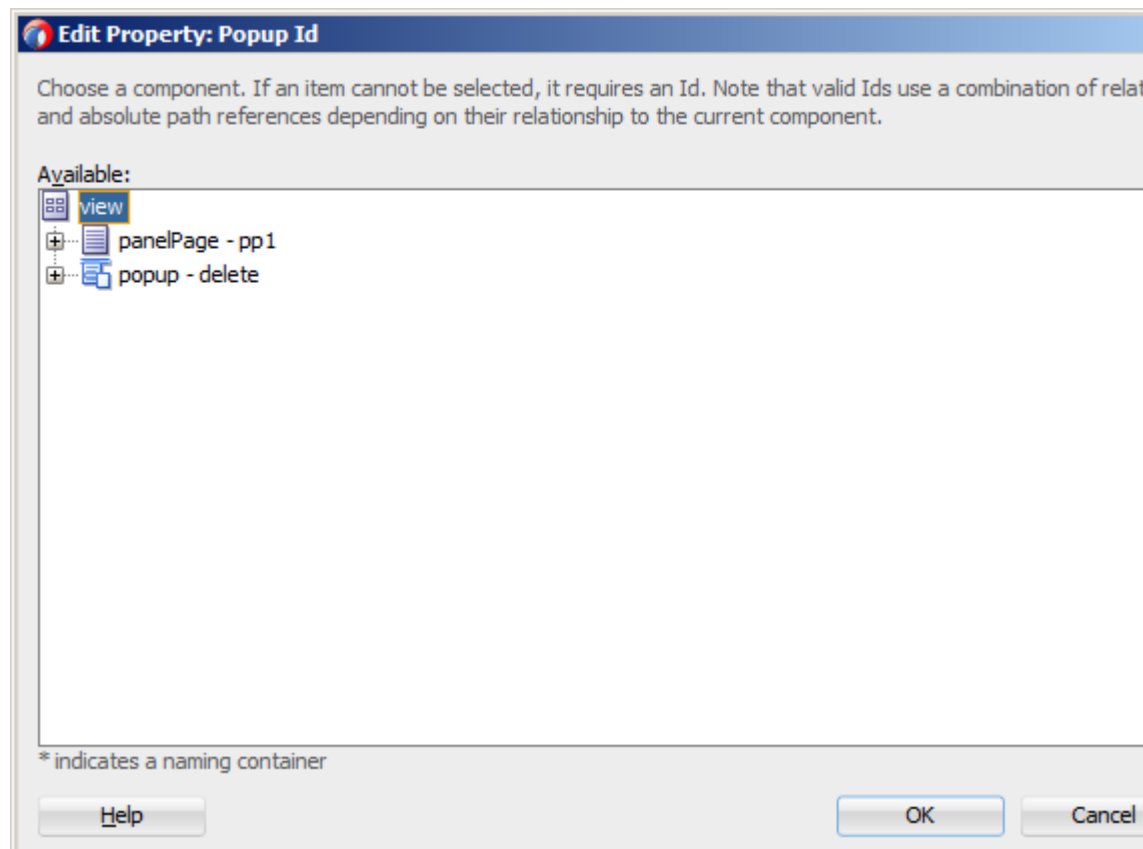 Edit Property: Popup Id
Choose a component. If an item cannot be selected, it requires an Id. Note that valid Ids use a combination of relat
and absolute path references depending on their relationship to the current component.
Available:
view
panelPage - pp1
popup - delete
* indicates a naming container
Help OK Cancel